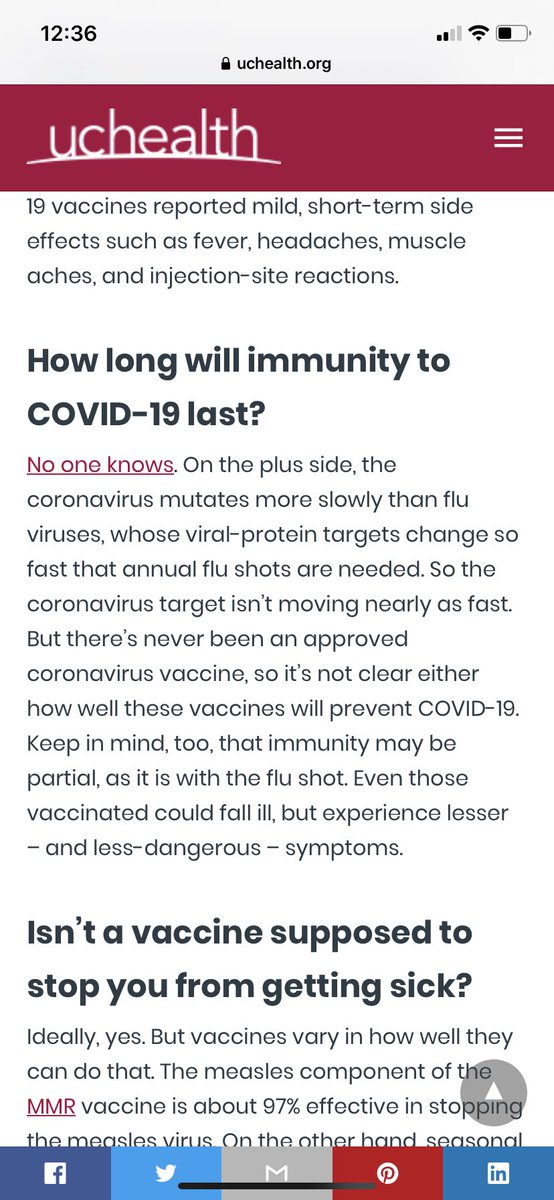 12:36
uchealth.org
uchealth
19 vaccines reported mild, short-term side
effects such as fever, headaches, muscle
aches, and injection-site reactions.
How long will immunity to
COVID-19 last?
No one knows. On the plus side, the
coronavirus mutates more slowly than flu
viruses, whose viral-protein targets change so
fast that annual flu shots are needed. So the
coronavirus target isn’t moving nearly as fast.
But there’s never been an approved
coronavirus vaccine, so it’s not clear either
how well these vaccines will prevent COVID-19.
Keep in mind, too, that immunity may be
partial, as it is with the flu shot. Even those
vaccinated could fall ill, but experience lesser
– and less-dangerous – symptoms.
Isn’t a vaccine supposed to
stop you from getting sick?
Ideally, yes. But vaccines vary in how well they
can do that. The measles component of the
MMR vaccine is about 97% effective in stopping
the measles virus. On the other hand, seasonal